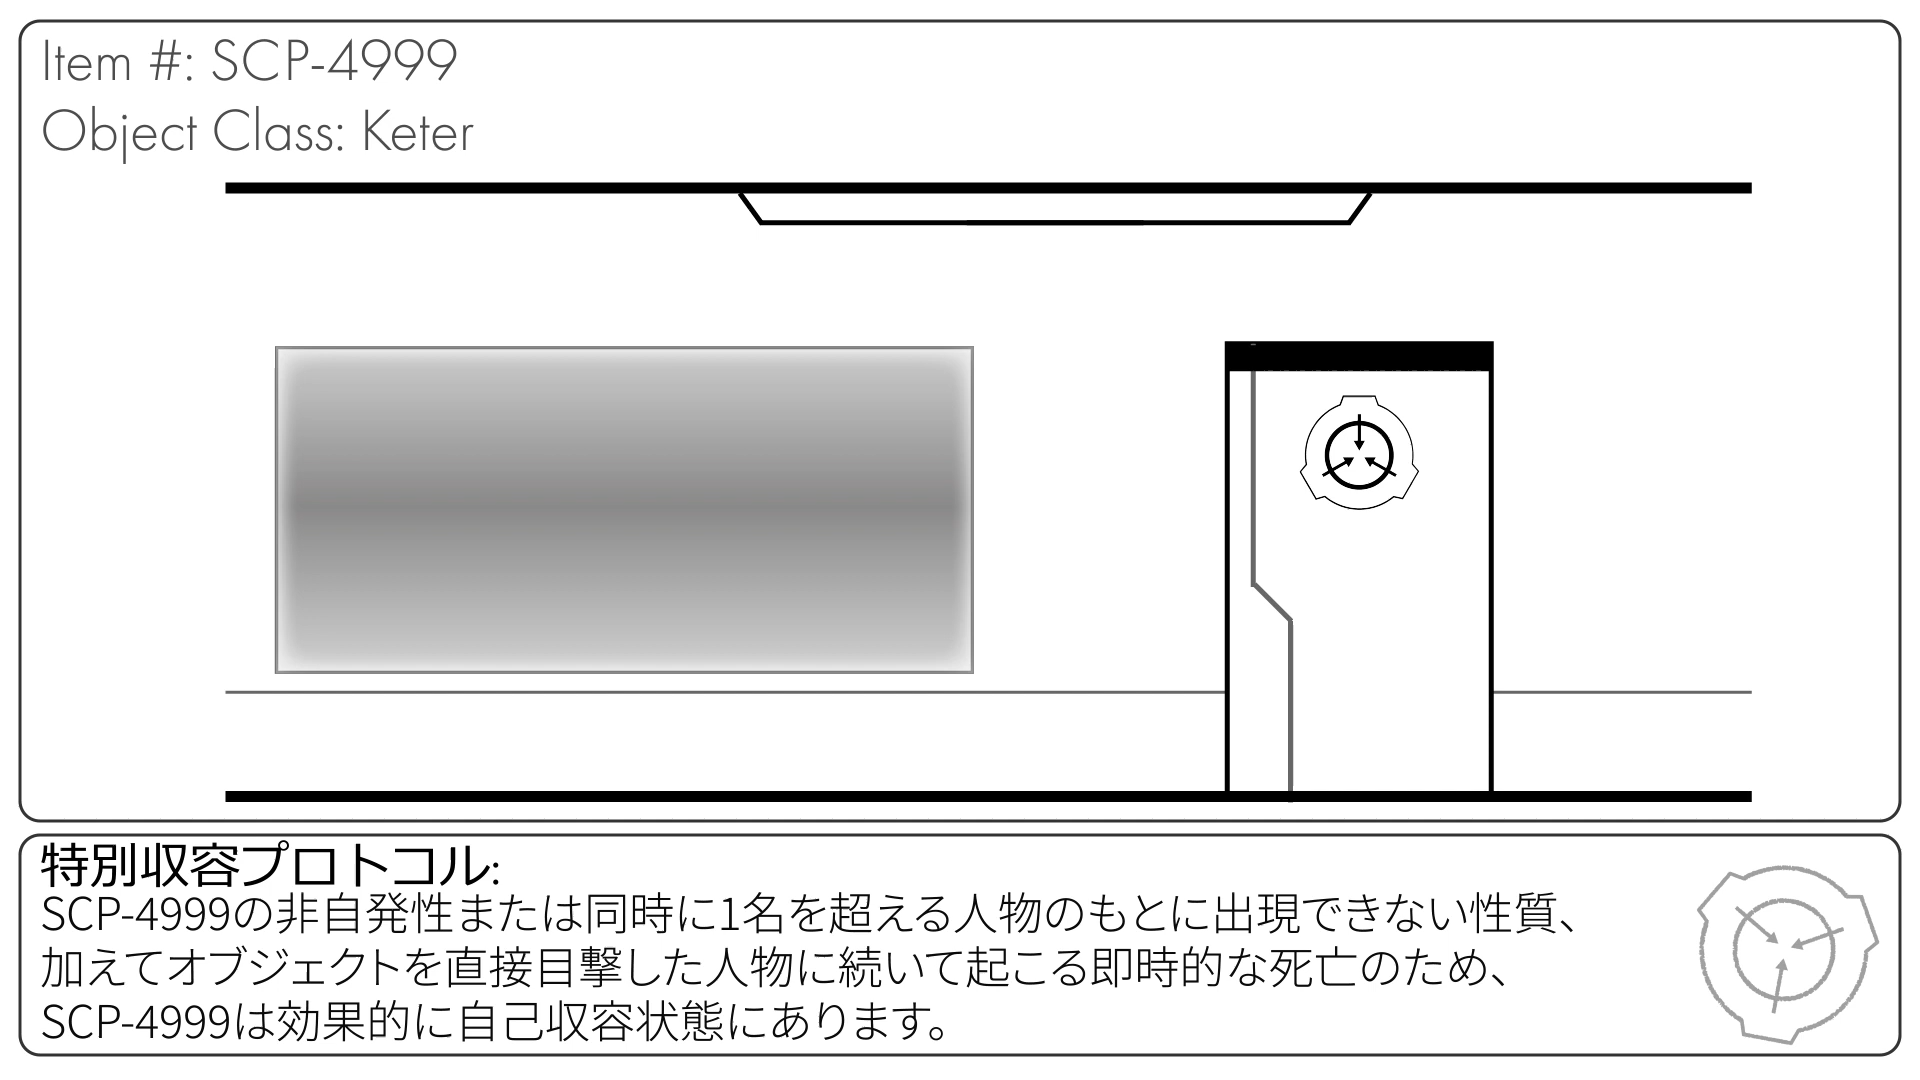 Item #: SCP-4999
Object Class: Keter
特別収容プロトコル:
SCP-4999の非自発性または同時に1名を超える人物のもとに出現できない性質、
加えてオブジェクトを直接目撃した人物に続いて起こる即時的な死亡のため、
SCP-4999は効果的に自己収容状態にあります。